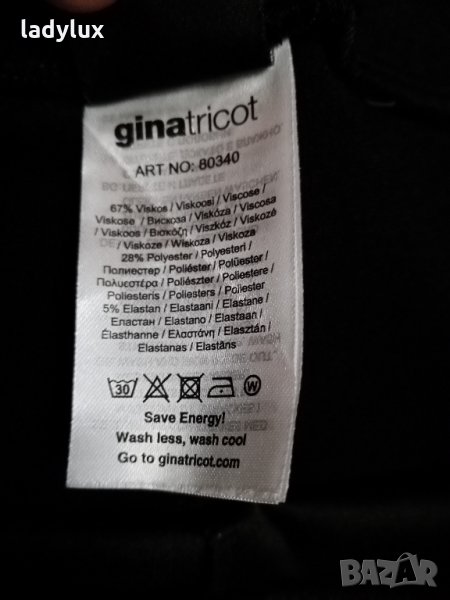 ladylux
ginatricot
ART NO: 80340
67% Viskos / Viskoosi / Viscose /
Viskose / Вискоза / Viskóza / Viscosa
/ Viskoos / Βισκόζη / Viszkóz / Viskozė
/ Viskoze / Wiskoza / Viskoza
28% Polyester / Polyesteri /
Полиестер / Poliéster / Polüester /
Πολυεστέρα / Poliészter / Poliestere /
Poliesteris / Poliesters / Poliester
5% Elastan / Elastaani / Elastane /
Еластан / Elastano / Elastaan /
Élasthanne / Ελαστάνη / Elasztán /
Elastanas / Elastāns
30 W
Save Energy!
Wash less, wash cool
Go to ginatricot.com
BAZAR